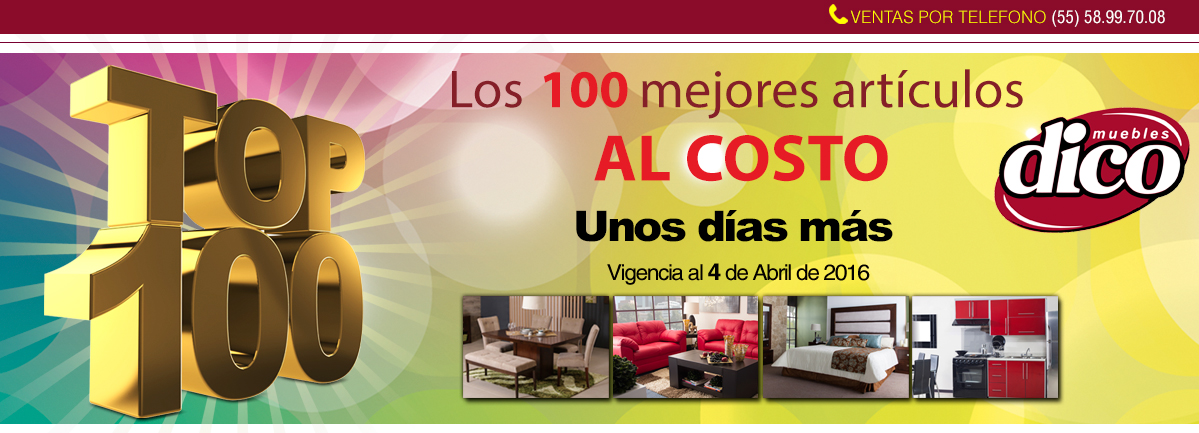 VENTAS POR TELEFONO (55) 58.99.70.08
TOP
100
Los 100 mejores artículos
AL COSTO
muebles
dico
Unos días más
Vigencia al 4 de Abril de 2016